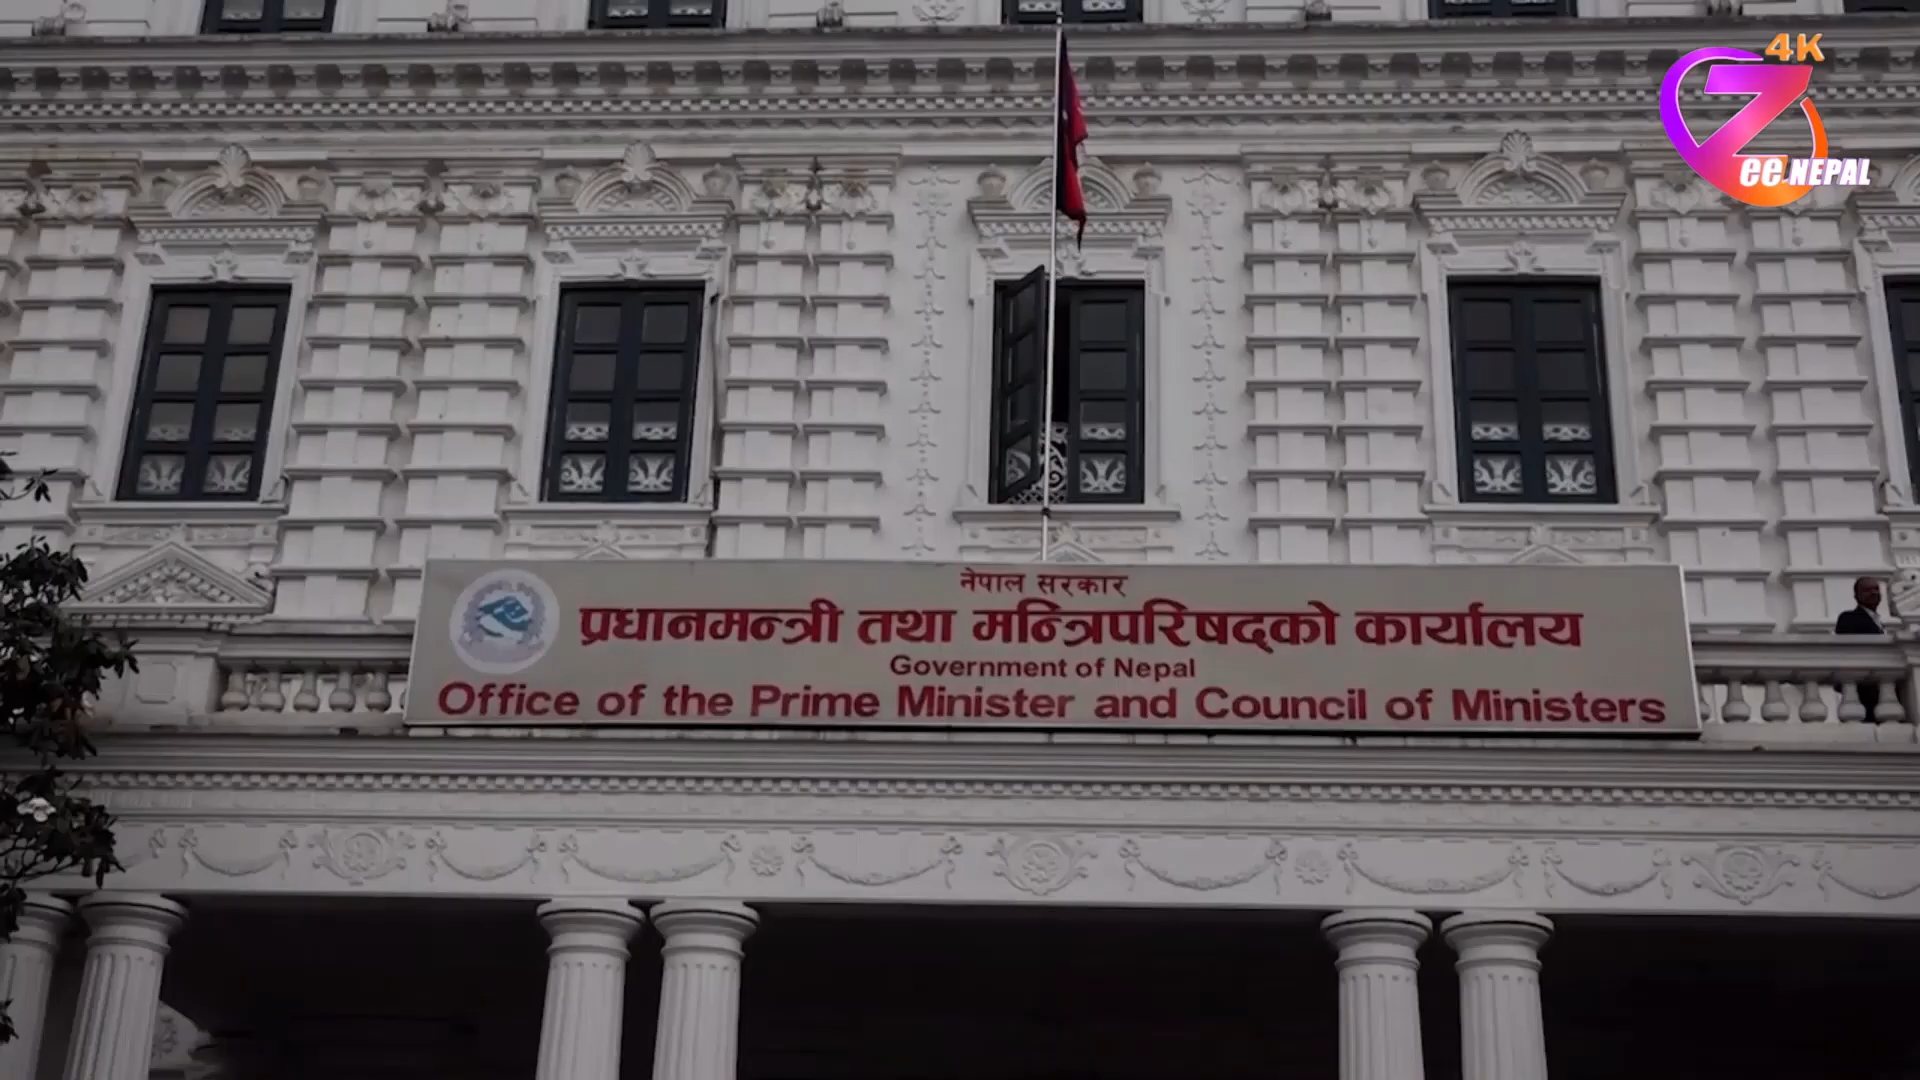 4K
Zee NEPAL
नेपाल सरकार
प्रधानमन्त्री तथा मन्त्रिपरिषद्को कार्यालय
Government of Nepal
Office of the Prime Minister and Council of Ministers